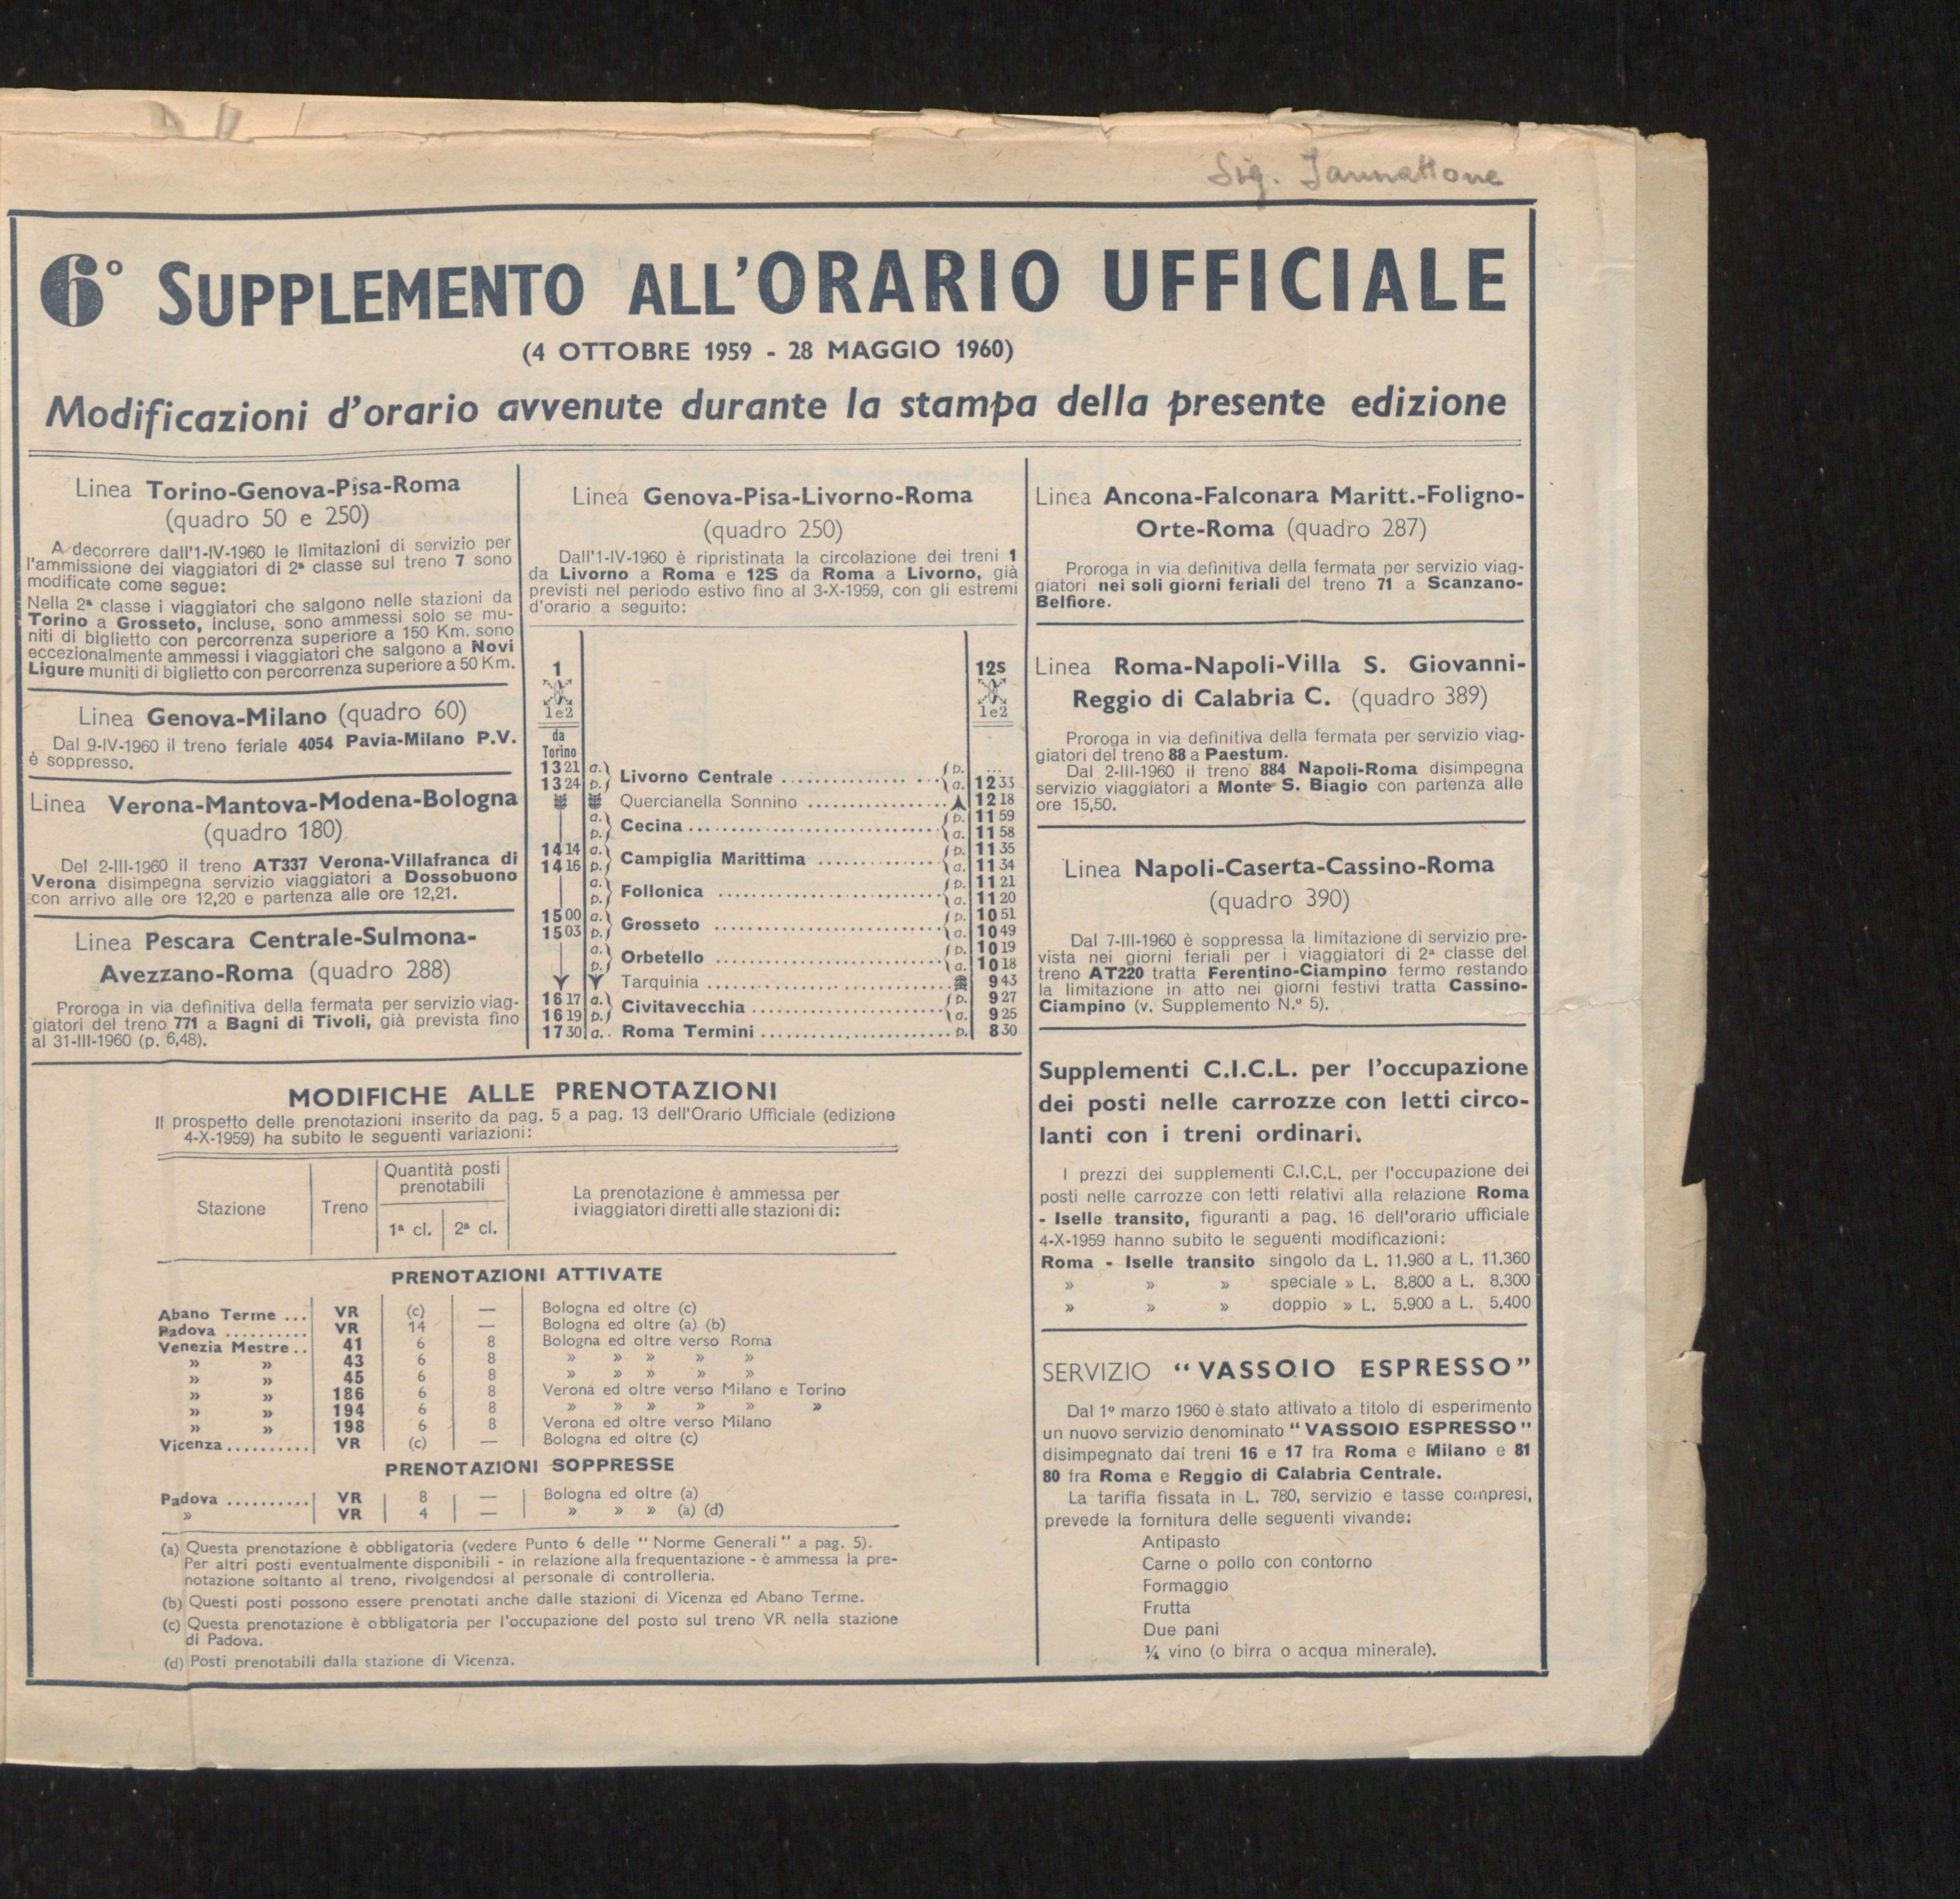 Sig. Iannattone
6° SUPPLEMENTO ALL'ORARIO UFFICIALE
(4 OTTOBRE 1959 - 28 MAGGIO 1960)
Modificazioni d'orario avvenute durante la stampa della presente edizione
Linea Torino-Genova-Pisa-Roma
(quadro 50 e 250)
A decorrere dall'1-IV-1960 le limitazioni di servizio per
l'ammissione dei viaggiatori di 2ª classe sul treno 7 sono
modificate come segue:
Nella 2ª classe i viaggiatori che salgono nelle stazioni da
Torino a Grosseto, incluse, sono ammessi solo se mu-
niti di biglietto con percorrenza superiore a 150 Km. sono
eccezionalmente ammessi i viaggiatori che salgono a Novi
Ligure muniti di biglietto con percorrenza superiore a 50 Km.
Linea Genova-Milano (quadro 60)
Dal 9-IV-1960 il treno feriale 4054 Pavia-Milano P.V.
è soppresso.
Linea Verona-Mantova-Modena-Bologna
(quadro 180)
Del 2-III-1960 il treno AT337 Verona-Villafranca di
Verona disimpegna servizio viaggiatori a Dossobuono
con arrivo alle ore 12,20 e partenza alle ore 12,21.
Linea Pescara Centrale-Sulmona-
Avezzano-Roma (quadro 288)
Proroga in via definitiva della fermata per servizio viag-
giatori del treno 771 a Bagni di Tivoli, già prevista fino
al 31-III-1960 (p. 6,48).
Linea Genova-Pisa-Livorno-Roma
(quadro 250)
Dall'1-IV-1960 è ripristinata la circolazione dei treni 1
da Livorno a Roma e 12S da Roma a Livorno, già
previsti nel periodo estivo fino al 3-X-1959, con gli estremi
d'orario a seguito:
1 12S
1e2 1e2
da
Torino
13 21 a. Livorno Centrale p. ...
13 24 p. a. 12 33
Quercianella Sonnino 12 18
a. Cecina p. 11 59
p. a. 11 58
14 14 a. Campiglia Marittima p. 11 35
14 16 p. a. 11 34
a. Follonica p. 11 21
p. a. 11 20
15 00 a. Grosseto p. 10 51
15 03 p. a. 10 49
a. Orbetello p. 10 19
p. a. 10 18
Tarquinia 9 43
16 17 a. Civitavecchia p. 9 27
16 19 p. a. 9 25
17 30 a. Roma Termini p. 8 30
Linea Ancona-Falconara Maritt.-Foligno-
Orte-Roma (quadro 287)
Proroga in via definitiva della fermata per servizio viag-
giatori nei soli giorni feriali del treno 71 a Scanzano-
Belfiore.
Linea Roma-Napoli-Villa S. Giovanni-
Reggio di Calabria C. (quadro 389)
Proroga in via definitiva della fermata per servizio viag-
giatori del treno 88 a Paestum.
Dal 2-III-1960 il treno 884 Napoli-Roma disimpegna
servizio viaggiatori a Monte S. Biagio con partenza alle
ore 15,50.
Linea Napoli-Caserta-Cassino-Roma
(quadro 390)
Dal 7-III-1960 è soppressa la limitazione di servizio pre-
vista nei giorni feriali per i viaggiatori di 2ª classe del
treno AT220 tratta Ferentino-Ciampino fermo restando
la limitazione in atto nei giorni festivi tratta Cassino-
Ciampino (v. Supplemento N.º 5).
Supplementi C.I.C.L. per l'occupazione
dei posti nelle carrozze con letti circo-
lanti con i treni ordinari.
I prezzi dei supplementi C.I.C.L. per l'occupazione dei
posti nelle carrozze con letti relativi alla relazione Roma
- Iselle transito, figuranti a pag. 16 dell'orario ufficiale
4-X-1959 hanno subito le seguenti modificazioni:
Roma - Iselle transito singolo da L. 11.960 a L. 11.360
» » » speciale » L. 8.800 a L. 8.300
» » » doppio » L. 5.900 a L. 5.400
SERVIZIO “VASSOIO ESPRESSO”
Dal 1º marzo 1960 è stato attivato a titolo di esperimento
un nuovo servizio denominato “VASSOIO ESPRESSO”
disimpegnato dai treni 16 e 17 fra Roma e Milano e 81
80 fra Roma e Reggio di Calabria Centrale.
La tariffa fissata in L. 780, servizio e tasse compresi,
prevede la fornitura delle seguenti vivande:
Antipasto
Carne o pollo con contorno
Formaggio
Frutta
Due pani
¼ vino (o birra o acqua minerale).
MODIFICHE ALLE PRENOTAZIONI
Il prospetto delle prenotazioni inserito da pag. 5 a pag. 13 dell'Orario Ufficiale (edizione
4-X-1959) ha subito le seguenti variazioni:
Stazione Treno Quantità posti prenotabili La prenotazione è ammessa per
1ª cl. 2ª cl. i viaggiatori diretti alle stazioni di:
PRENOTAZIONI ATTIVATE
Abano Terme ... VR (c) — Bologna ed oltre (c)
Padova .......... VR 14 — Bologna ed oltre (a) (b)
Venezia Mestre .. 41 6 8 Bologna ed oltre verso Roma
» » 43 6 8 » » » » »
» » 45 6 8 » » » » »
» » 186 6 8 Verona ed oltre verso Milano e Torino
» » 194 6 8 » » » » » »
» » 198 6 8 Verona ed oltre verso Milano
Vicenza .......... VR (c) — Bologna ed oltre (c)
PRENOTAZIONI SOPPRESSE
Padova .......... VR 8 — Bologna ed oltre (a)
» VR 4 — » » » (a) (d)
(a) Questa prenotazione è obbligatoria (vedere Punto 6 delle “Norme Generali” a pag. 5).
Per altri posti eventualmente disponibili - in relazione alla frequentazione - è ammessa la pre-
notazione soltanto al treno, rivolgendosi al personale di controlleria.
(b) Questi posti possono essere prenotati anche dalle stazioni di Vicenza ed Abano Terme.
(c) Questa prenotazione è obbligatoria per l'occupazione del posto sul treno VR nella stazione
di Padova.
(d) Posti prenotabili dalla stazione di Vicenza.